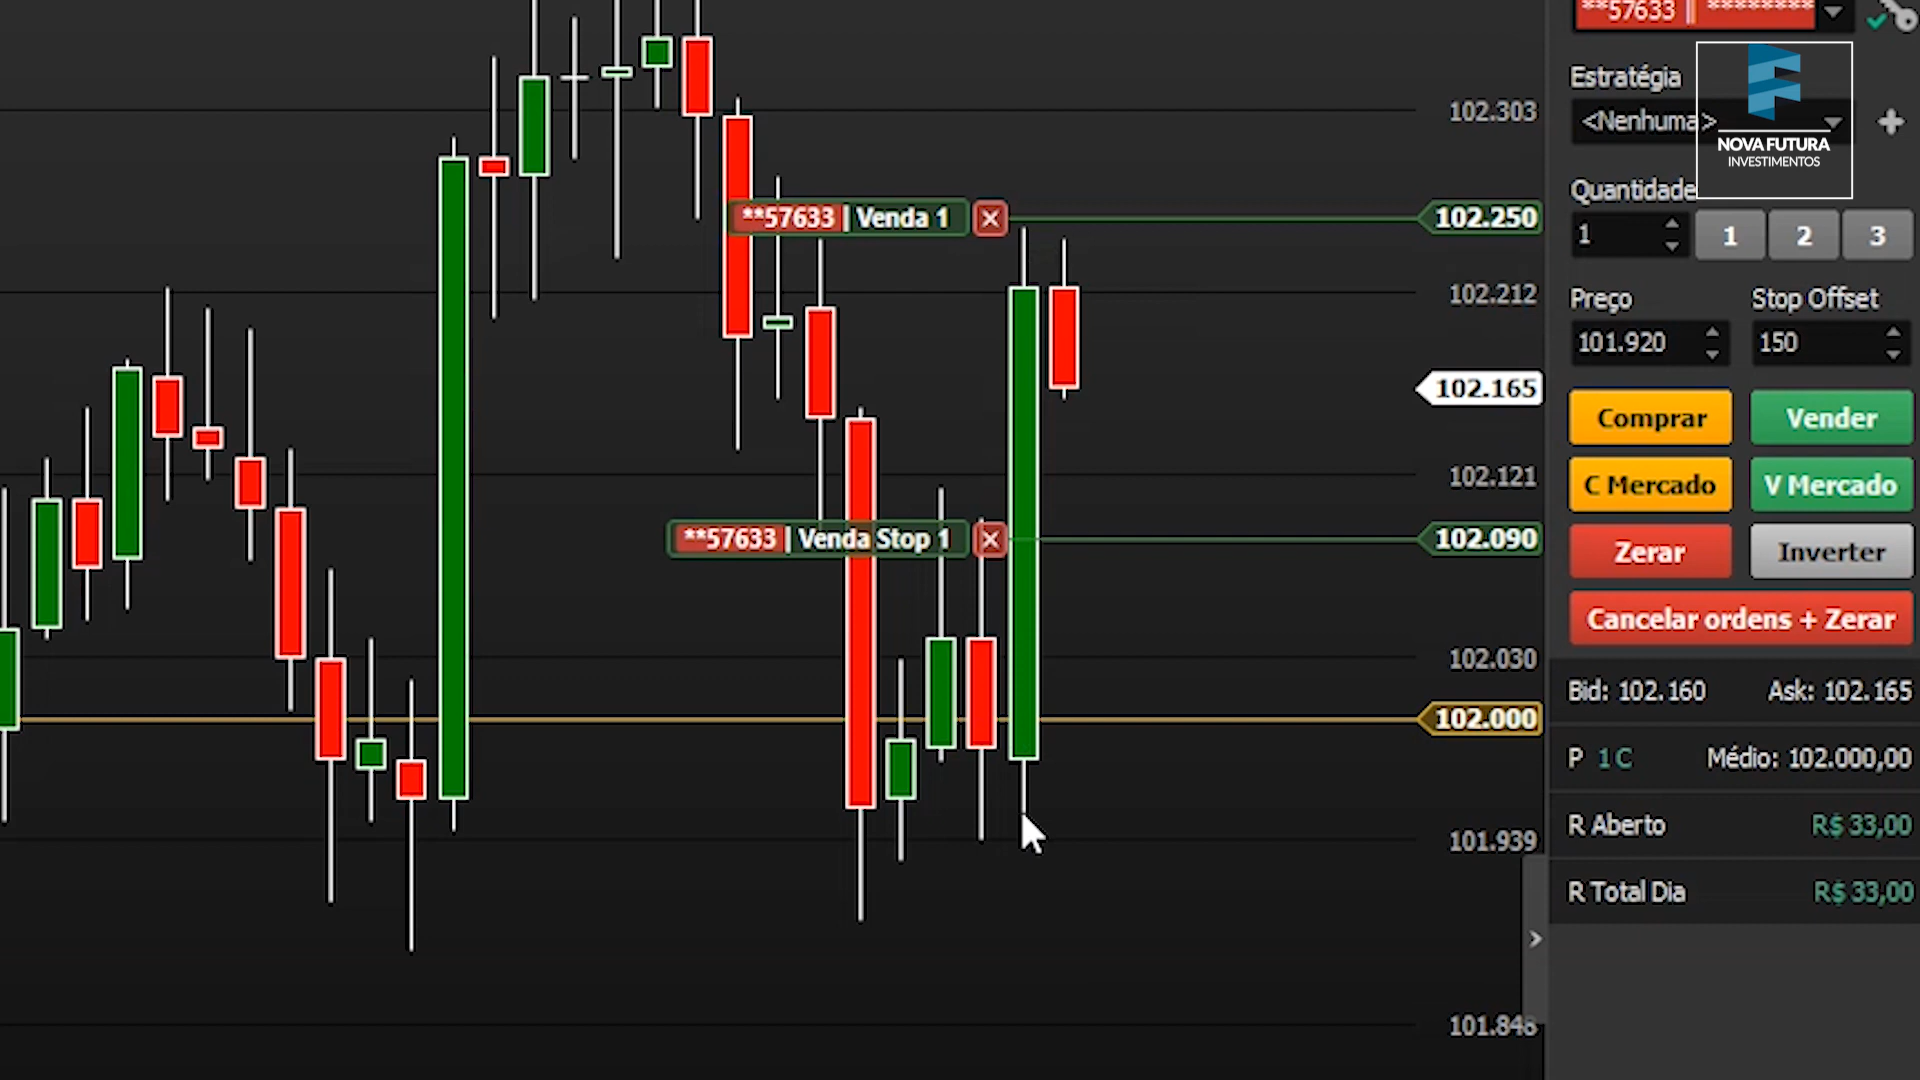 **57633 | ********
Estratégia
<Nenhuma>
NOVA FUTURA
INVESTIMENTOS
Quantidade
1 1 2 3
Preço Stop Offset
101.920 150
Comprar Vender
C Mercado V Mercado
Zerar Inverter
Cancelar ordens + Zerar
Bid: 102.160 Ask: 102.165
P 1 C Médio: 102.000,00
R Aberto R$ 33,00
R Total Dia R$ 33,00
102.303
**57633 | Venda 1 102.250
102.212
102.165
102.121
**57633 | Venda Stop 1 102.090
102.030
102.000
101.939
101.848